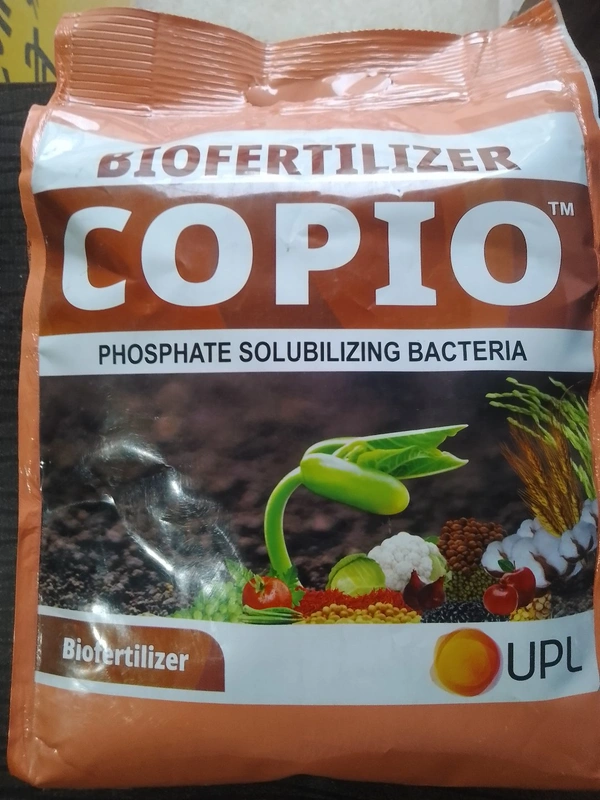 BIOFERTILIZER
COPIO™
PHOSPHATE SOLUBILIZING BACTERIA
Biofertilizer
UPL